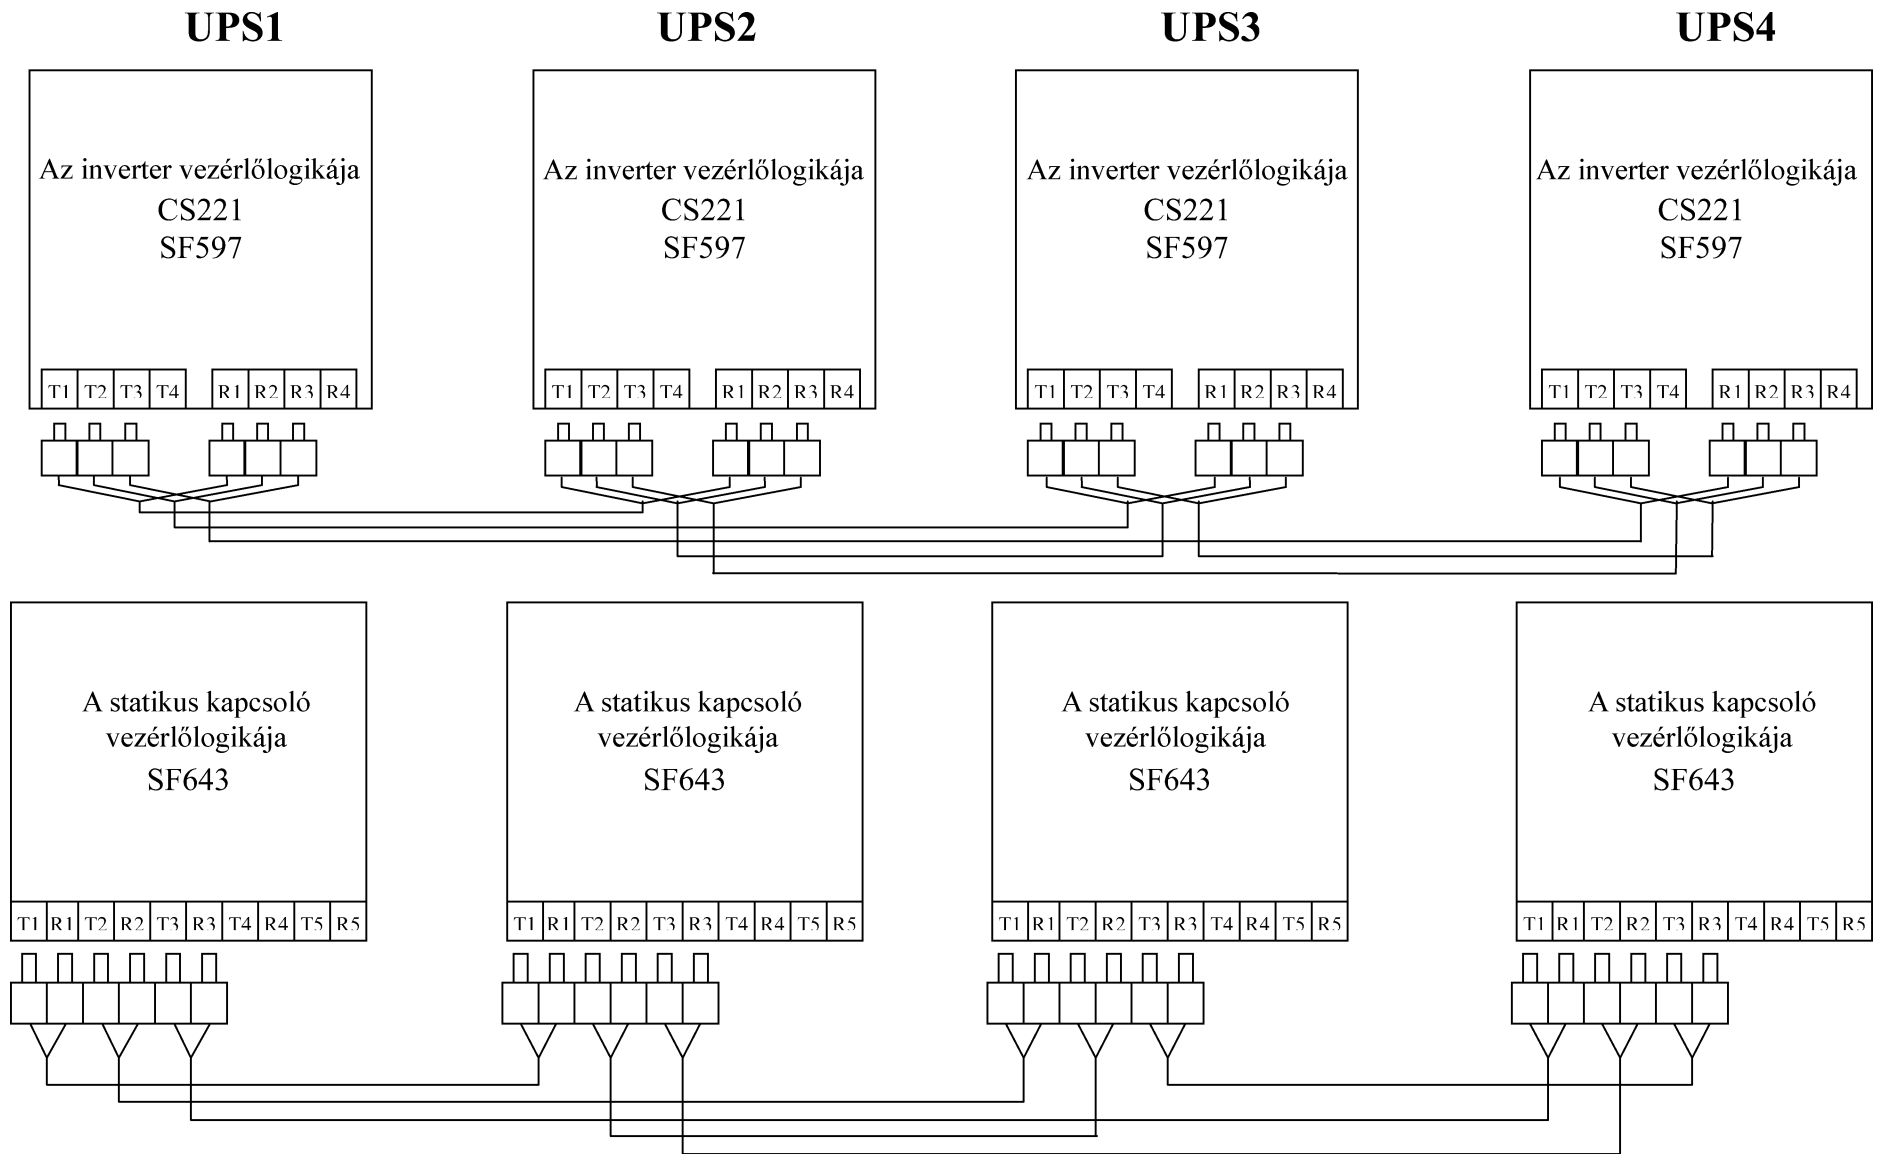 UPS1 UPS2 UPS3 UPS4
Az inverter vezérlőlogikája
CS221
SF597
T1 T2 T3 T4 R1 R2 R3 R4
Az inverter vezérlőlogikája
CS221
SF597
T1 T2 T3 T4 R1 R2 R3 R4
Az inverter vezérlőlogikája
CS221
SF597
T1 T2 T3 T4 R1 R2 R3 R4
Az inverter vezérlőlogikája
CS221
SF597
T1 T2 T3 T4 R1 R2 R3 R4
A statikus kapcsoló
vezérlőlogikája
SF643
T1 R1 T2 R2 T3 R3 T4 R4 T5 R5
A statikus kapcsoló
vezérlőlogikája
SF643
T1 R1 T2 R2 T3 R3 T4 R4 T5 R5
A statikus kapcsoló
vezérlőlogikája
SF643
T1 R1 T2 R2 T3 R3 T4 R4 T5 R5
A statikus kapcsoló
vezérlőlogikája
SF643
T1 R1 T2 R2 T3 R3 T4 R4 T5 R5